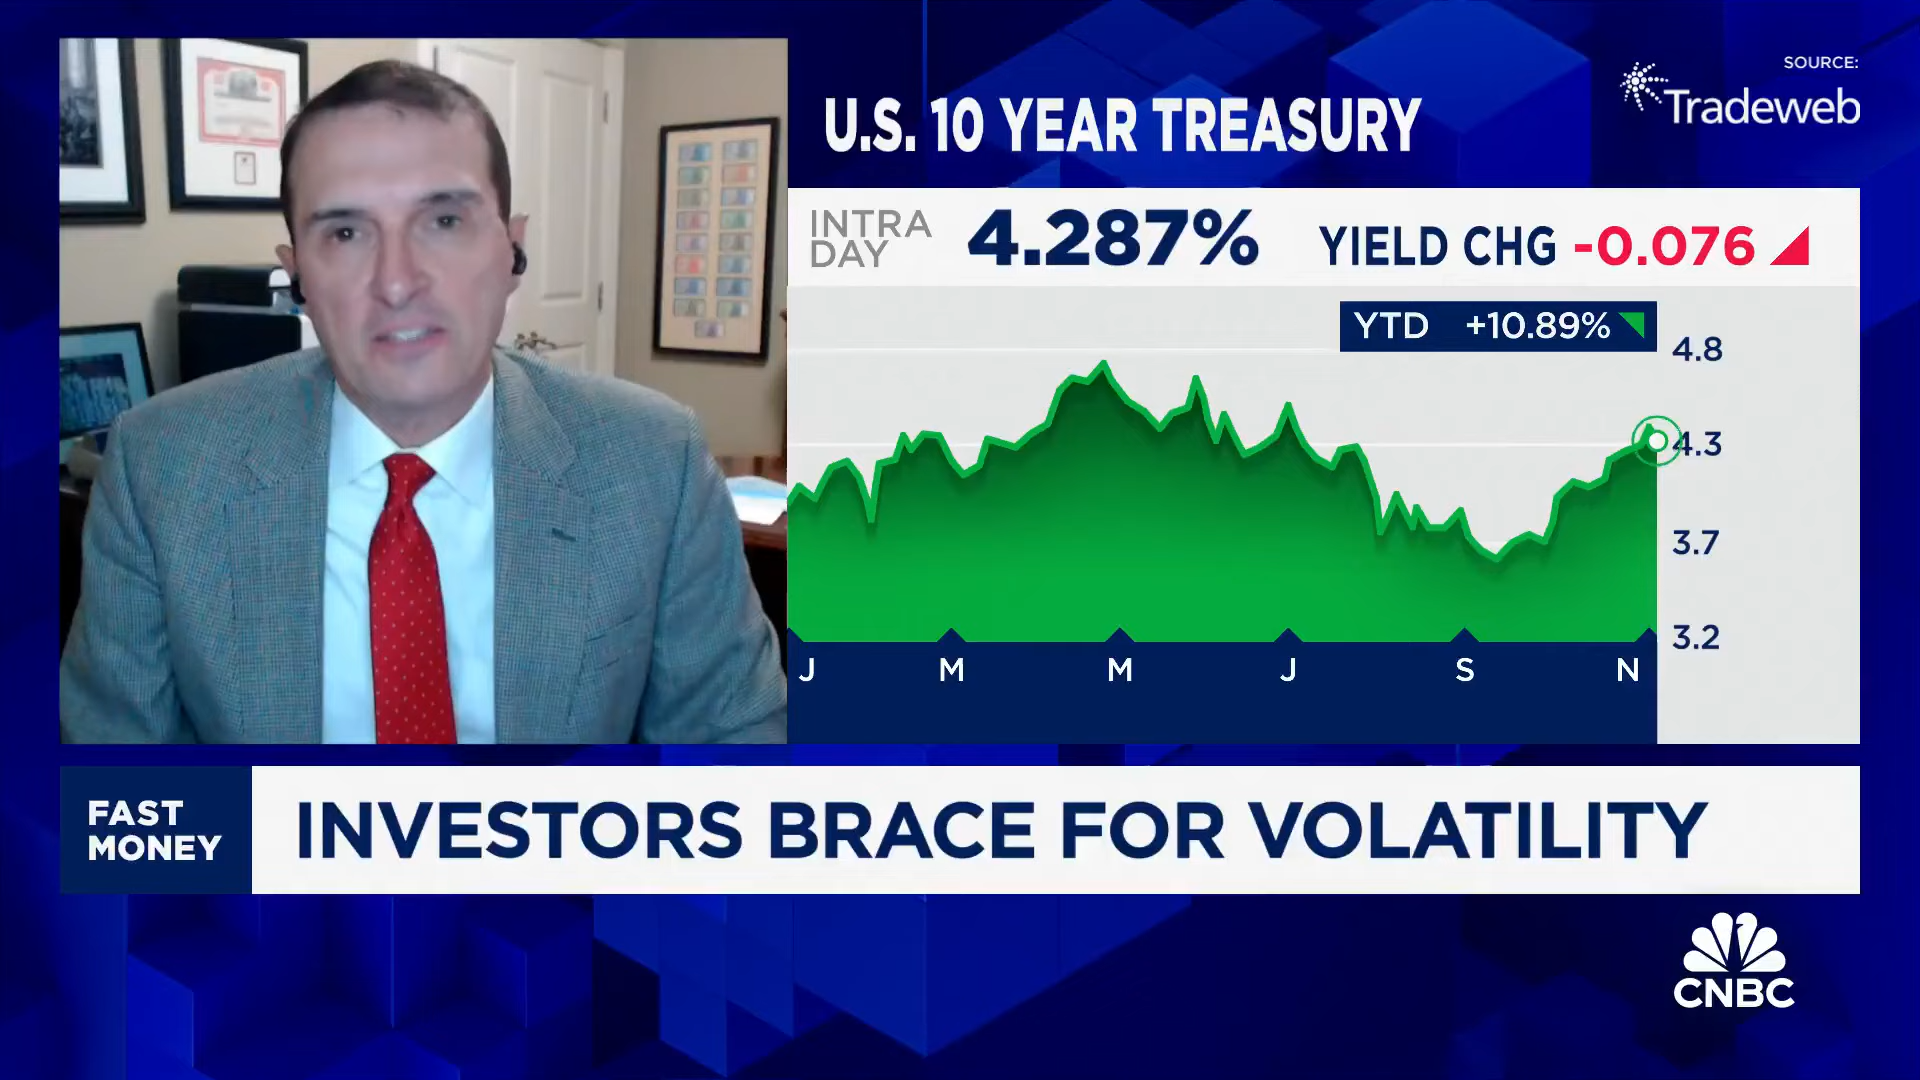 SOURCE:
Tradeweb
U.S. 10 YEAR TREASURY
INTRA
DAY
4.287%
YIELD CHG -0.076
YTD +10.89%
4.8
4.3
3.7
3.2
J M M J S N
FAST
MONEY
INVESTORS BRACE FOR VOLATILITY
CNBC